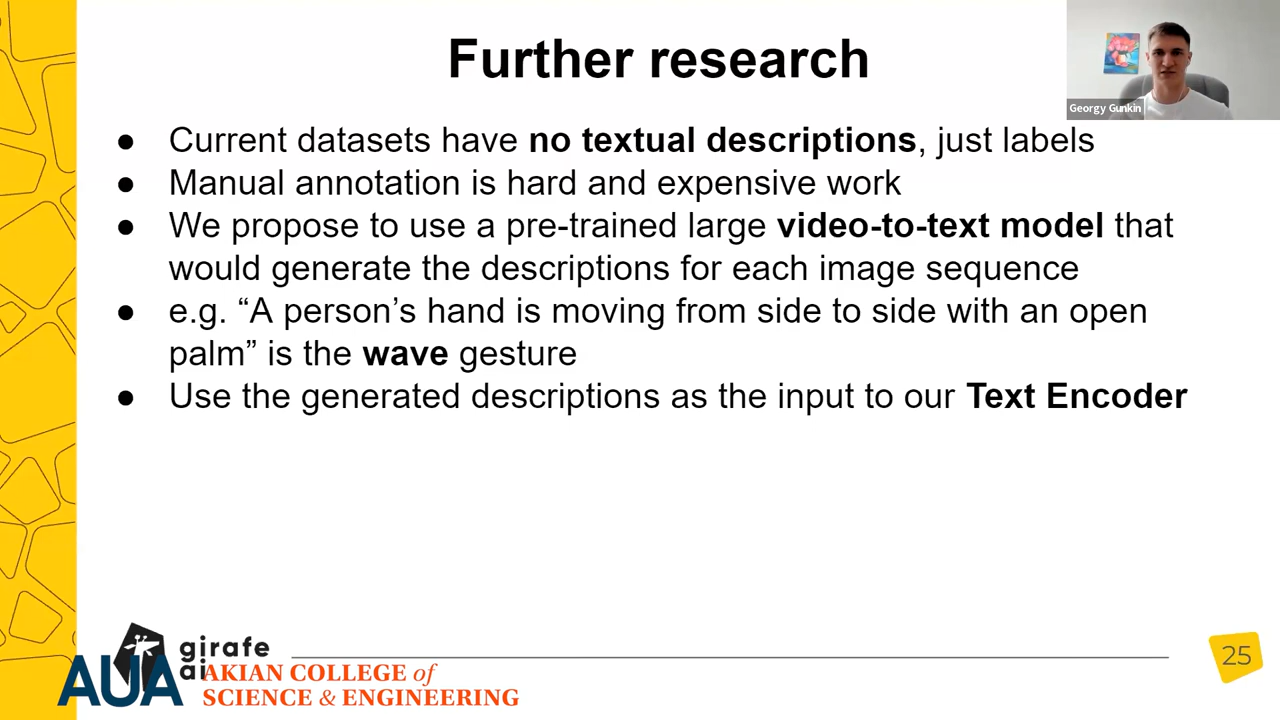 Further research
Georgy Gunkin
● Current datasets have no textual descriptions, just labels
● Manual annotation is hard and expensive work
● We propose to use a pre-trained large video-to-text model that
would generate the descriptions for each image sequence
● e.g. “A person’s hand is moving from side to side with an open
palm” is the wave gesture
● Use the generated descriptions as the input to our Text Encoder
girafe
ai
AUA
AKIAN COLLEGE of
SCIENCE & ENGINEERING
25